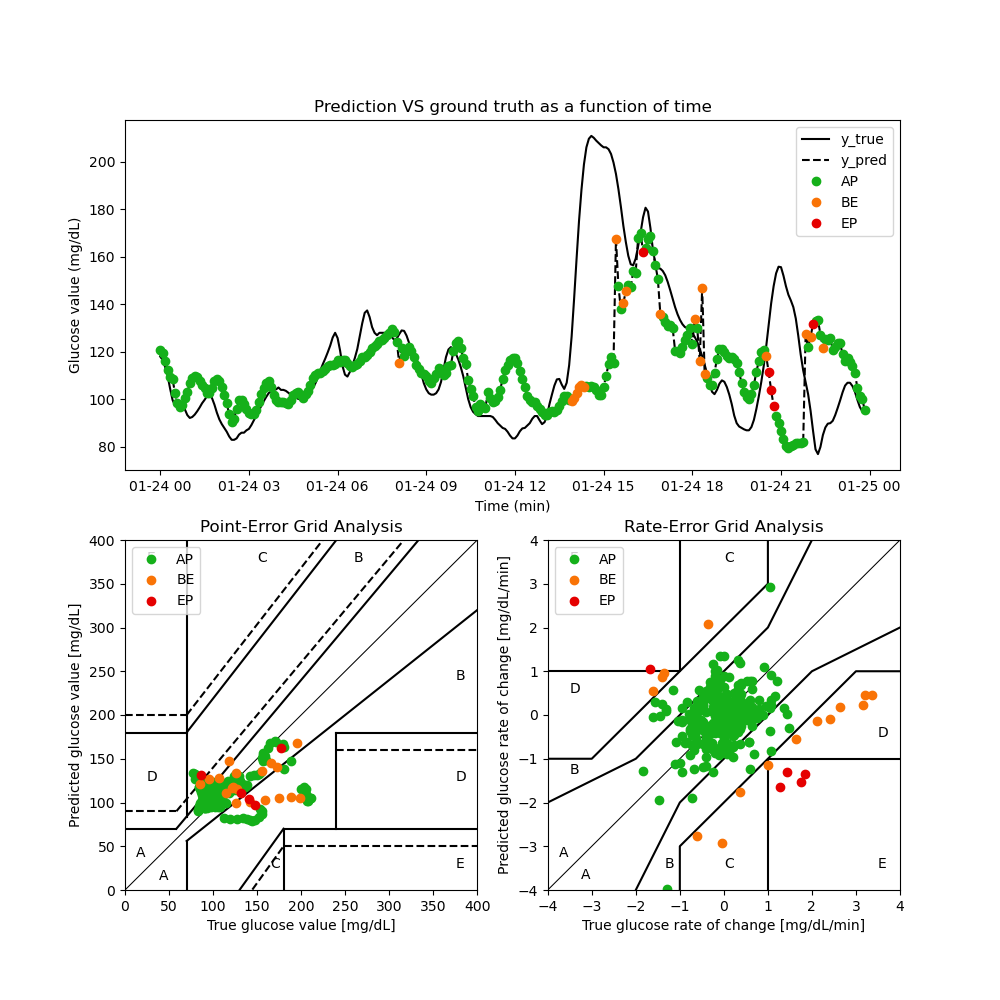 Prediction VS ground truth as a function of time
Glucose value (mg/dL)
200
180
160
140
120
100
80
y_true
y_pred
AP
BE
EP
01-24 00 01-24 03 01-24 06 01-24 09 01-24 12 01-24 15 01-24 18 01-24 21 01-25 00
Time (min)
Point-Error Grid Analysis
Predicted glucose value [mg/dL]
400
350
300
250
200
150
100
50
0
AP
BE
EP
C
B
B
D
D
A
A
C
E
0 50 100 150 200 250 300 350 400
True glucose value [mg/dL]
Rate-Error Grid Analysis
Predicted glucose rate of change [mg/dL/min]
4
3
2
1
0
−1
−2
−3
−4
AP
BE
EP
C
D
D
B
A
A
B
C
E
−4 −3 −2 −1 0 1 2 3 4
True glucose rate of change [mg/dL/min]